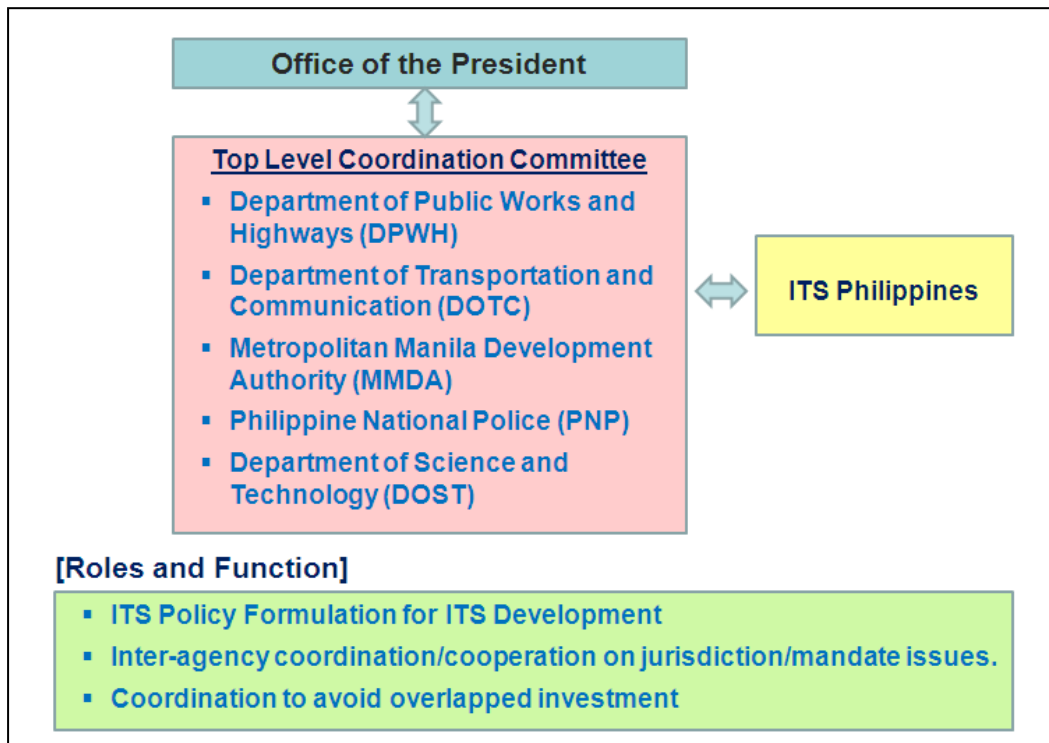 Office of the President
Top Level Coordination Committee
▪ Department of Public Works and
Highways (DPWH)
▪ Department of Transportation and
Communication (DOTC)
▪ Metropolitan Manila Development
Authority (MMDA)
▪ Philippine National Police (PNP)
▪ Department of Science and
Technology (DOST)
ITS Philippines
[Roles and Function]
▪ ITS Policy Formulation for ITS Development
▪ Inter-agency coordination/cooperation on jurisdiction/mandate issues.
▪ Coordination to avoid overlapped investment